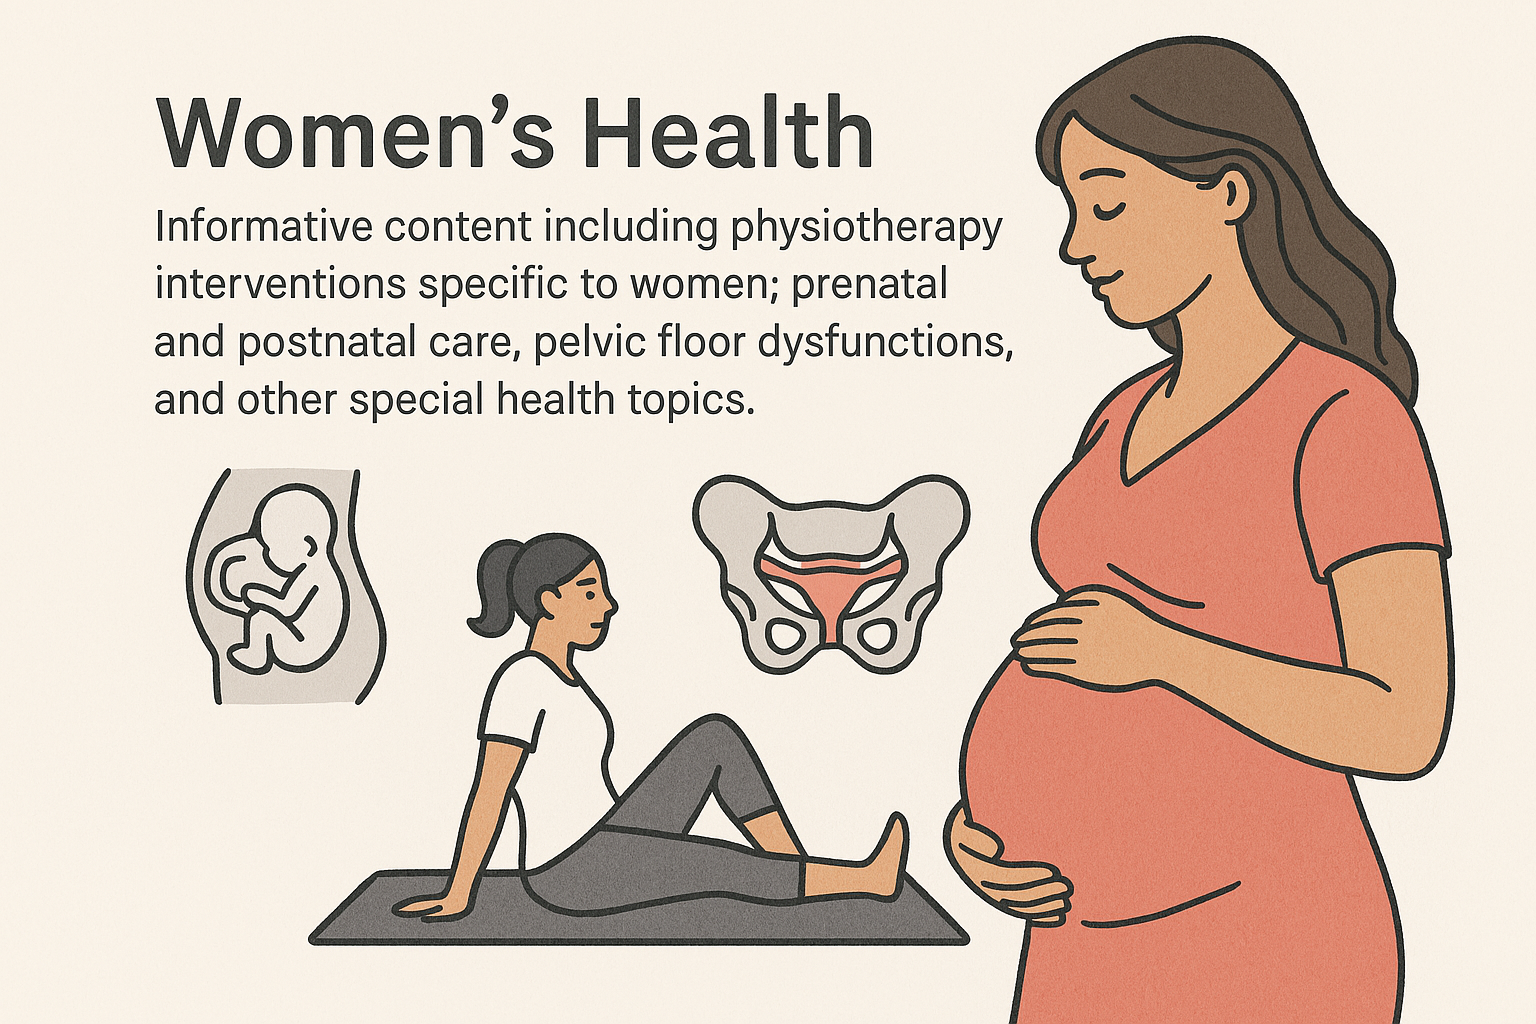 Women’s Health
Informative content including physiotherapy
interventions specific to women; prenatal
and postnatal care, pelvic floor dysfunctions,
and other special health topics.